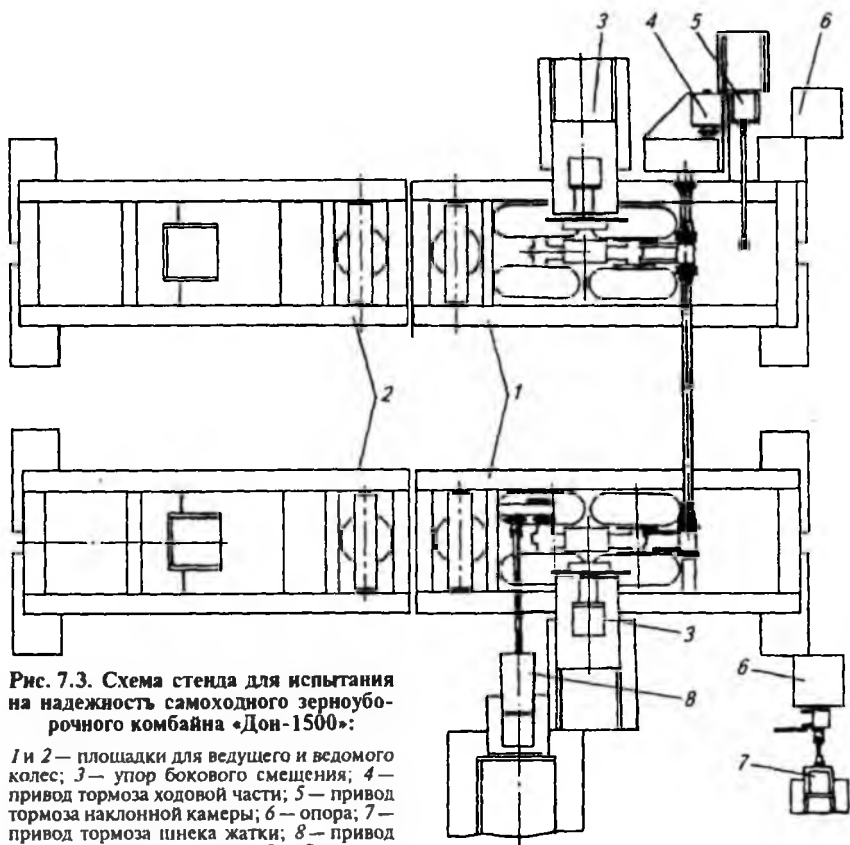 3
4
5
6
2
1
3
8
6
7
Рис. 7.3. Схема стенда для испытания
на надежность самоходного зерноубо-
рочного комбайна «Дон-1500»:
1 и 2 — площадки для ведущего и ведомого
колес; 3 — упор бокового смещения; 4 —
привод тормоза ходовой части; 5 — привод
тормоза наклонной камеры; 6 — опора; 7 —
привод тормоза шнека жатки; 8 — привод